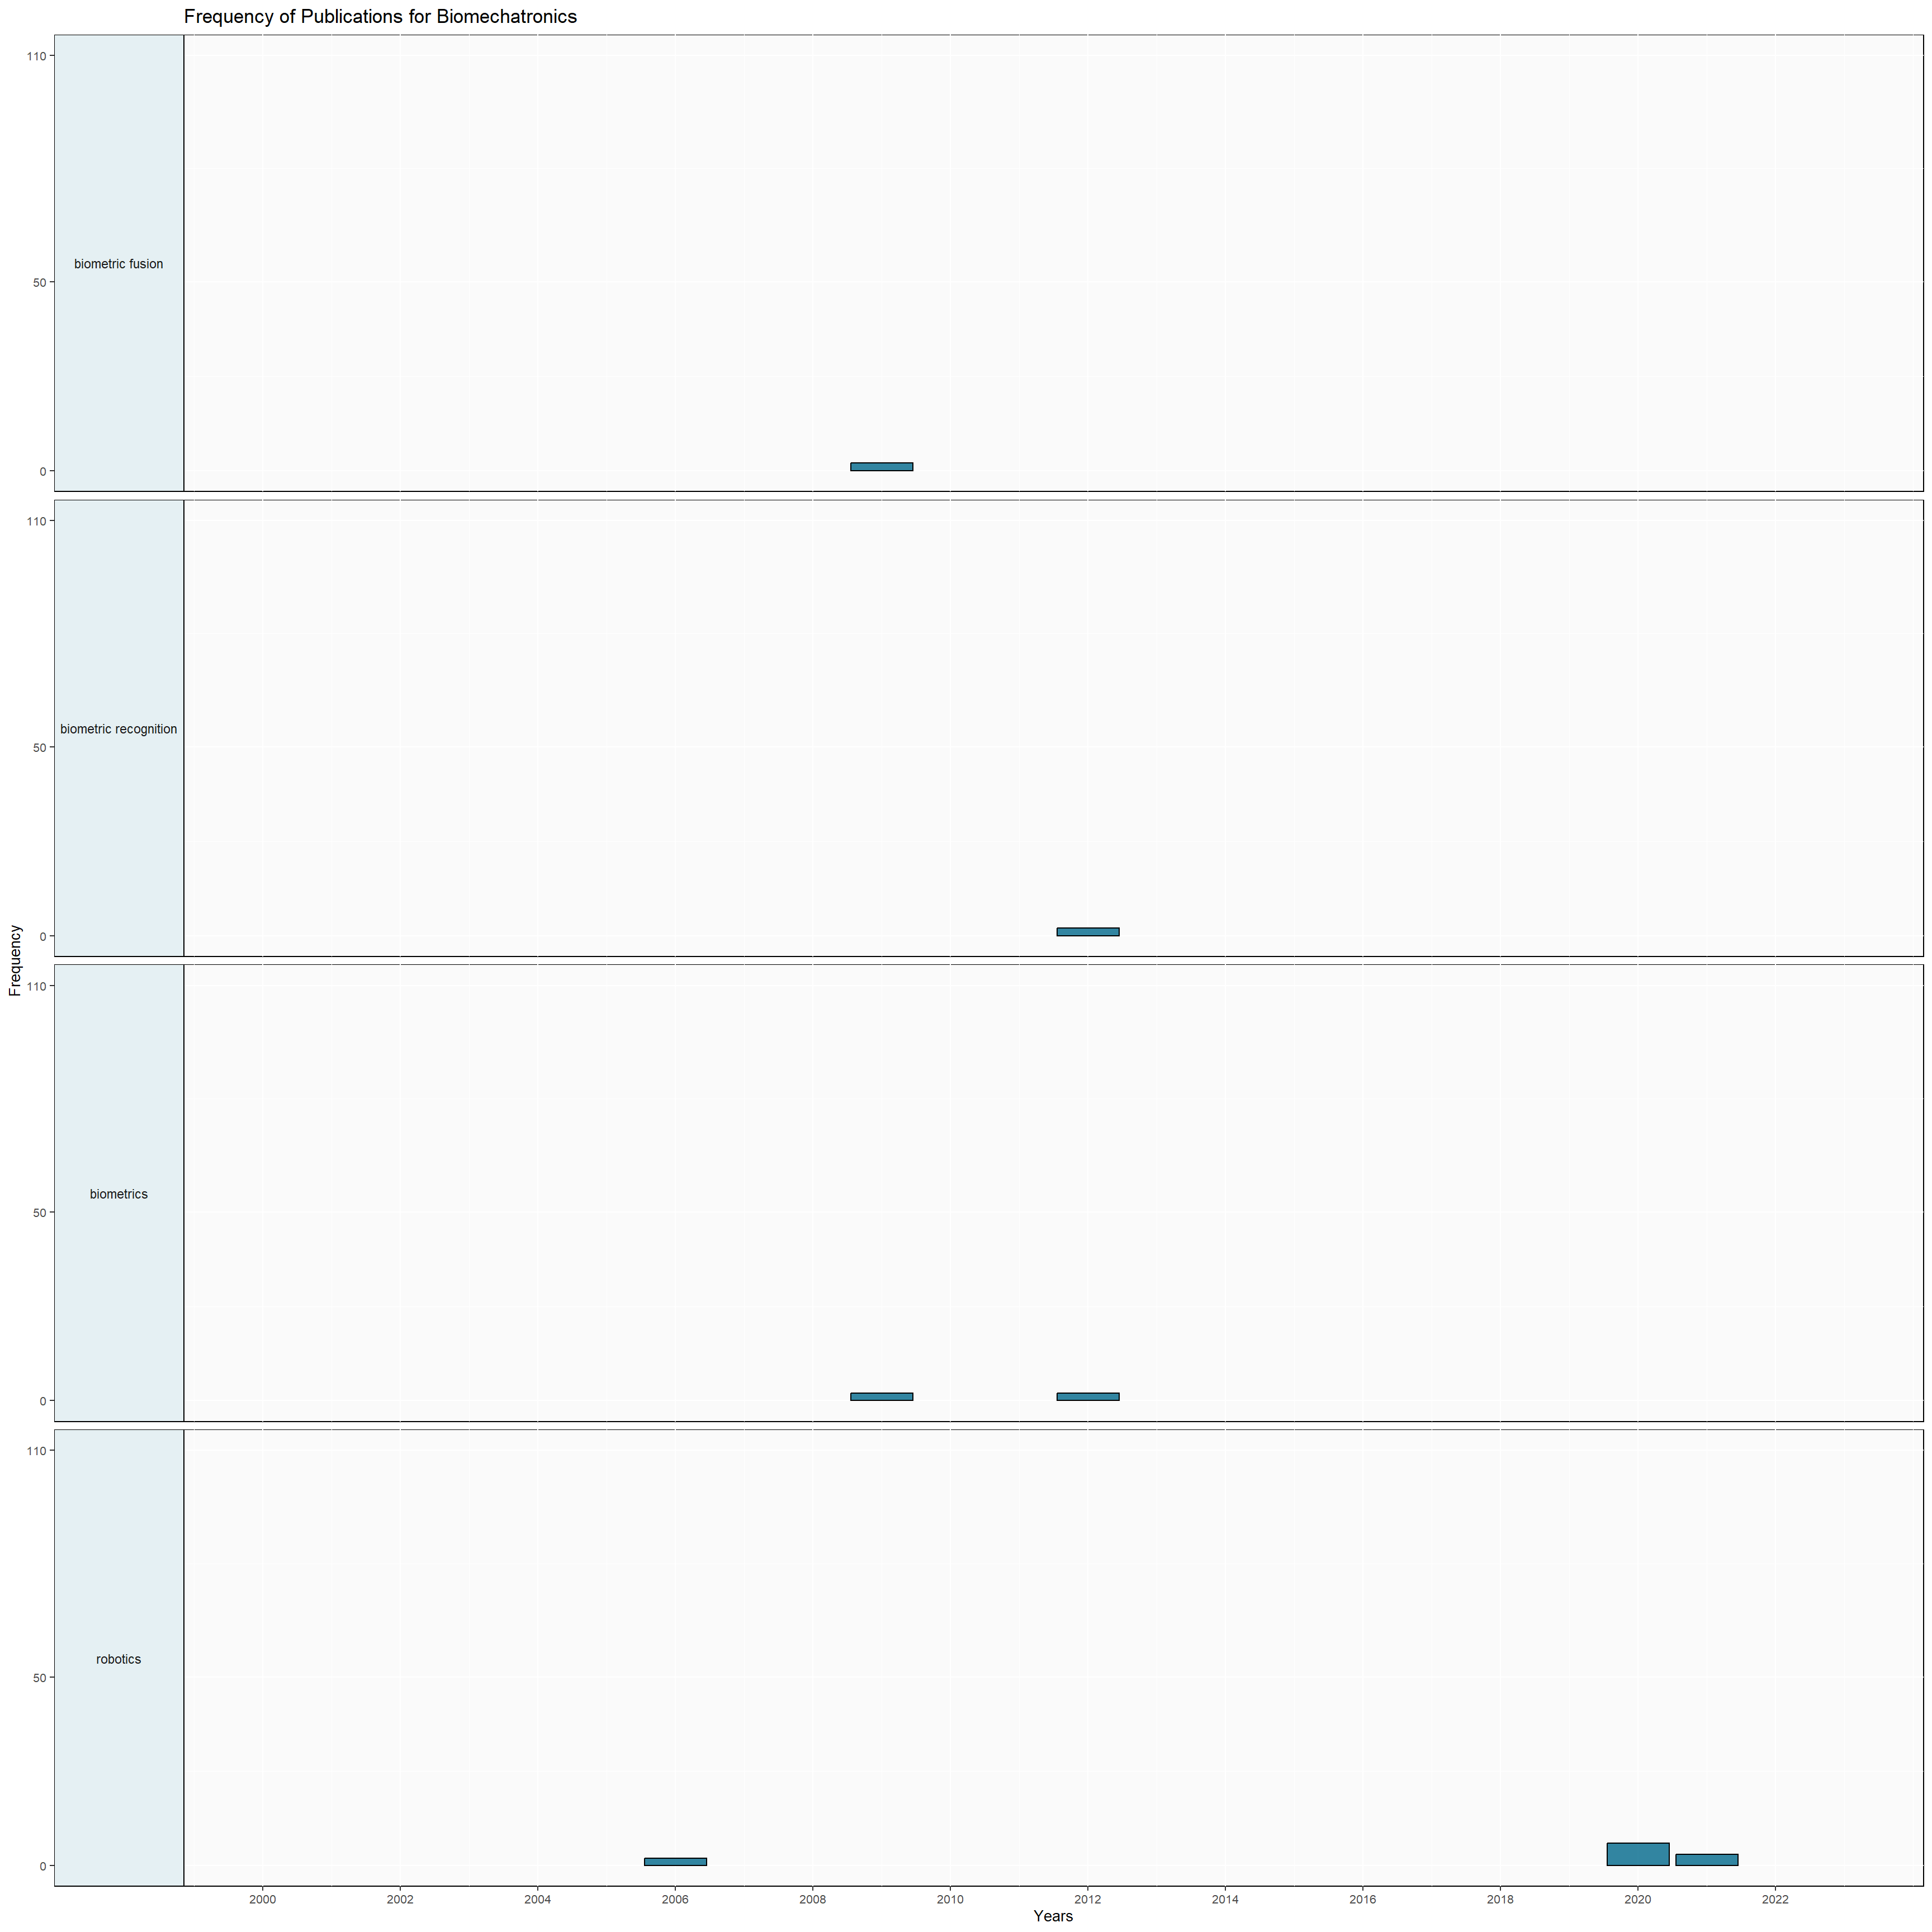 Frequency of Publications for Biomechatronics
110
biometric fusion
50
0
110
biometric recognition
50
0
Frequency
110
biometrics
50
0
110
robotics
50
0
2000 2002 2004 2006 2008 2010 2012 2014 2016 2018 2020 2022
Years